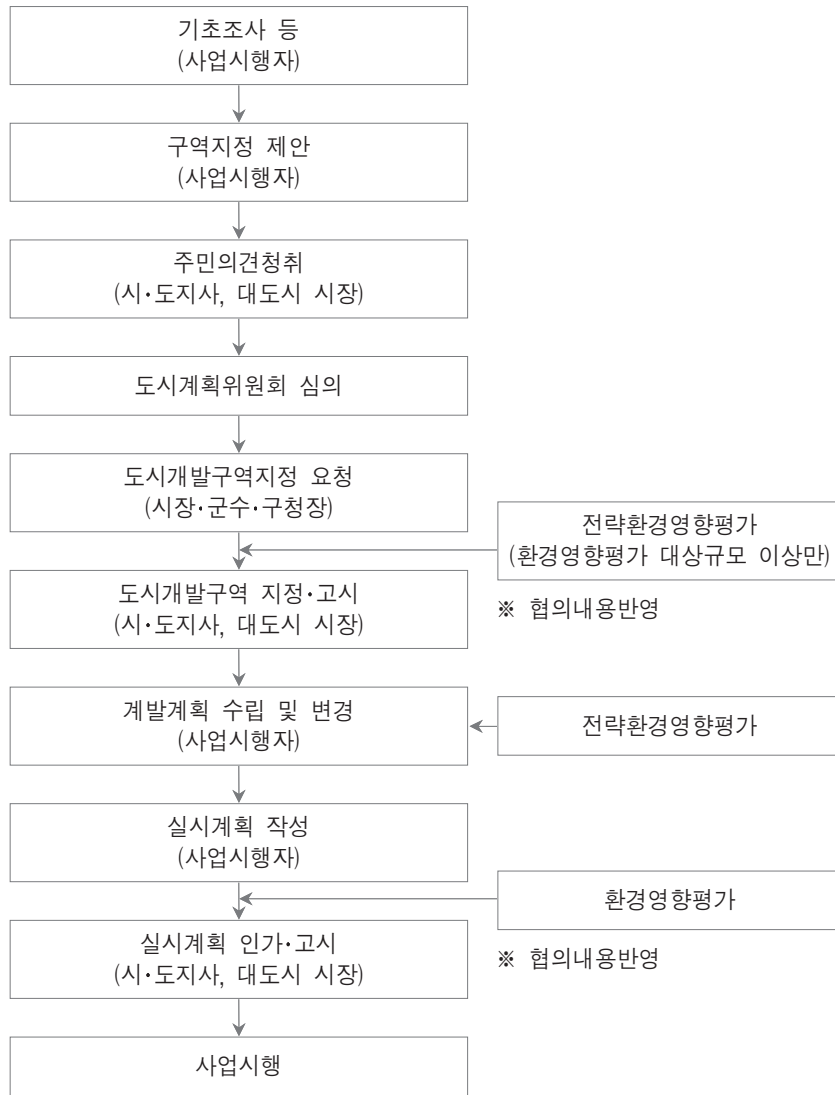 기초조사 등
(사업시행자)
구역지정 제안
(사업시행자)
주민의견청취
(시·도지사, 대도시 시장)
도시계획위원회 심의
도시개발구역지정 요청
(시장·군수·구청장)
전략환경영향평가
(환경영향평가 대상규모 이상만)
※ 협의내용반영
도시개발구역 지정·고시
(시·도지사, 대도시 시장)
계발계획 수립 및 변경
(사업시행자)
전략환경영향평가
실시계획 작성
(사업시행자)
환경영향평가
※ 협의내용반영
실시계획 인가·고시
(시·도지사, 대도시 시장)
사업시행